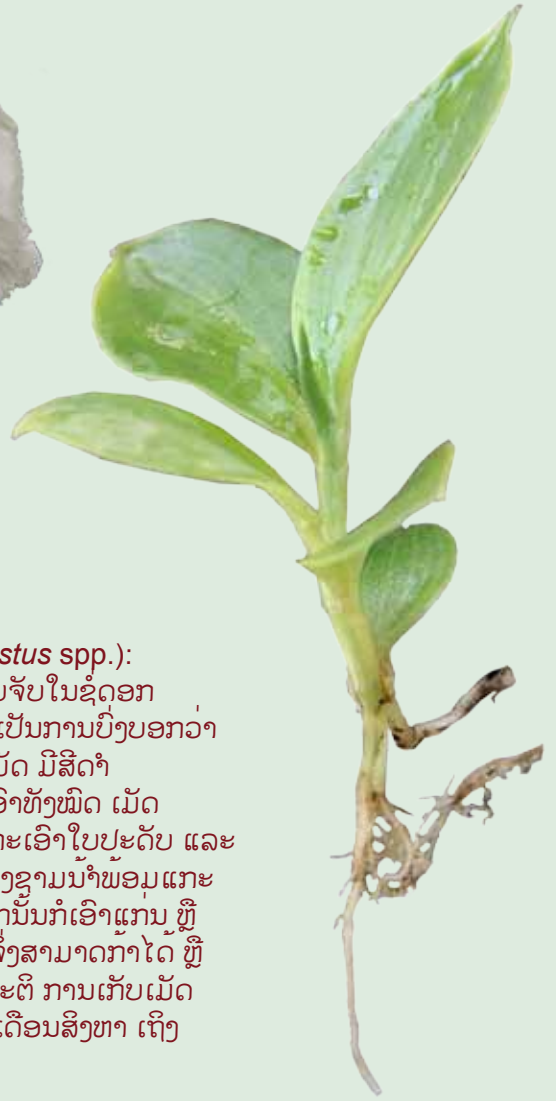 stus spp.):
ບຈັບໃນຊໍ່ດອກ
ເປັນການບົ່ງບອກວ່າ
ມັດ ມີສີດຳ
ອົາທັງໝົດ ເມັດ
າະເອົາໃບປະດັບ ແລະ
ງຊາມນ້ຳພ້ອມແກະ
ກນັ້ນກໍເອົາແກ່ນ ຫຼື
ຊຶ່ງສາມາດກ້າໄດ້ ຫຼື
ະຕິ ການເກັບເມັດ
ເດືອນສິງຫາ ເຖິງ